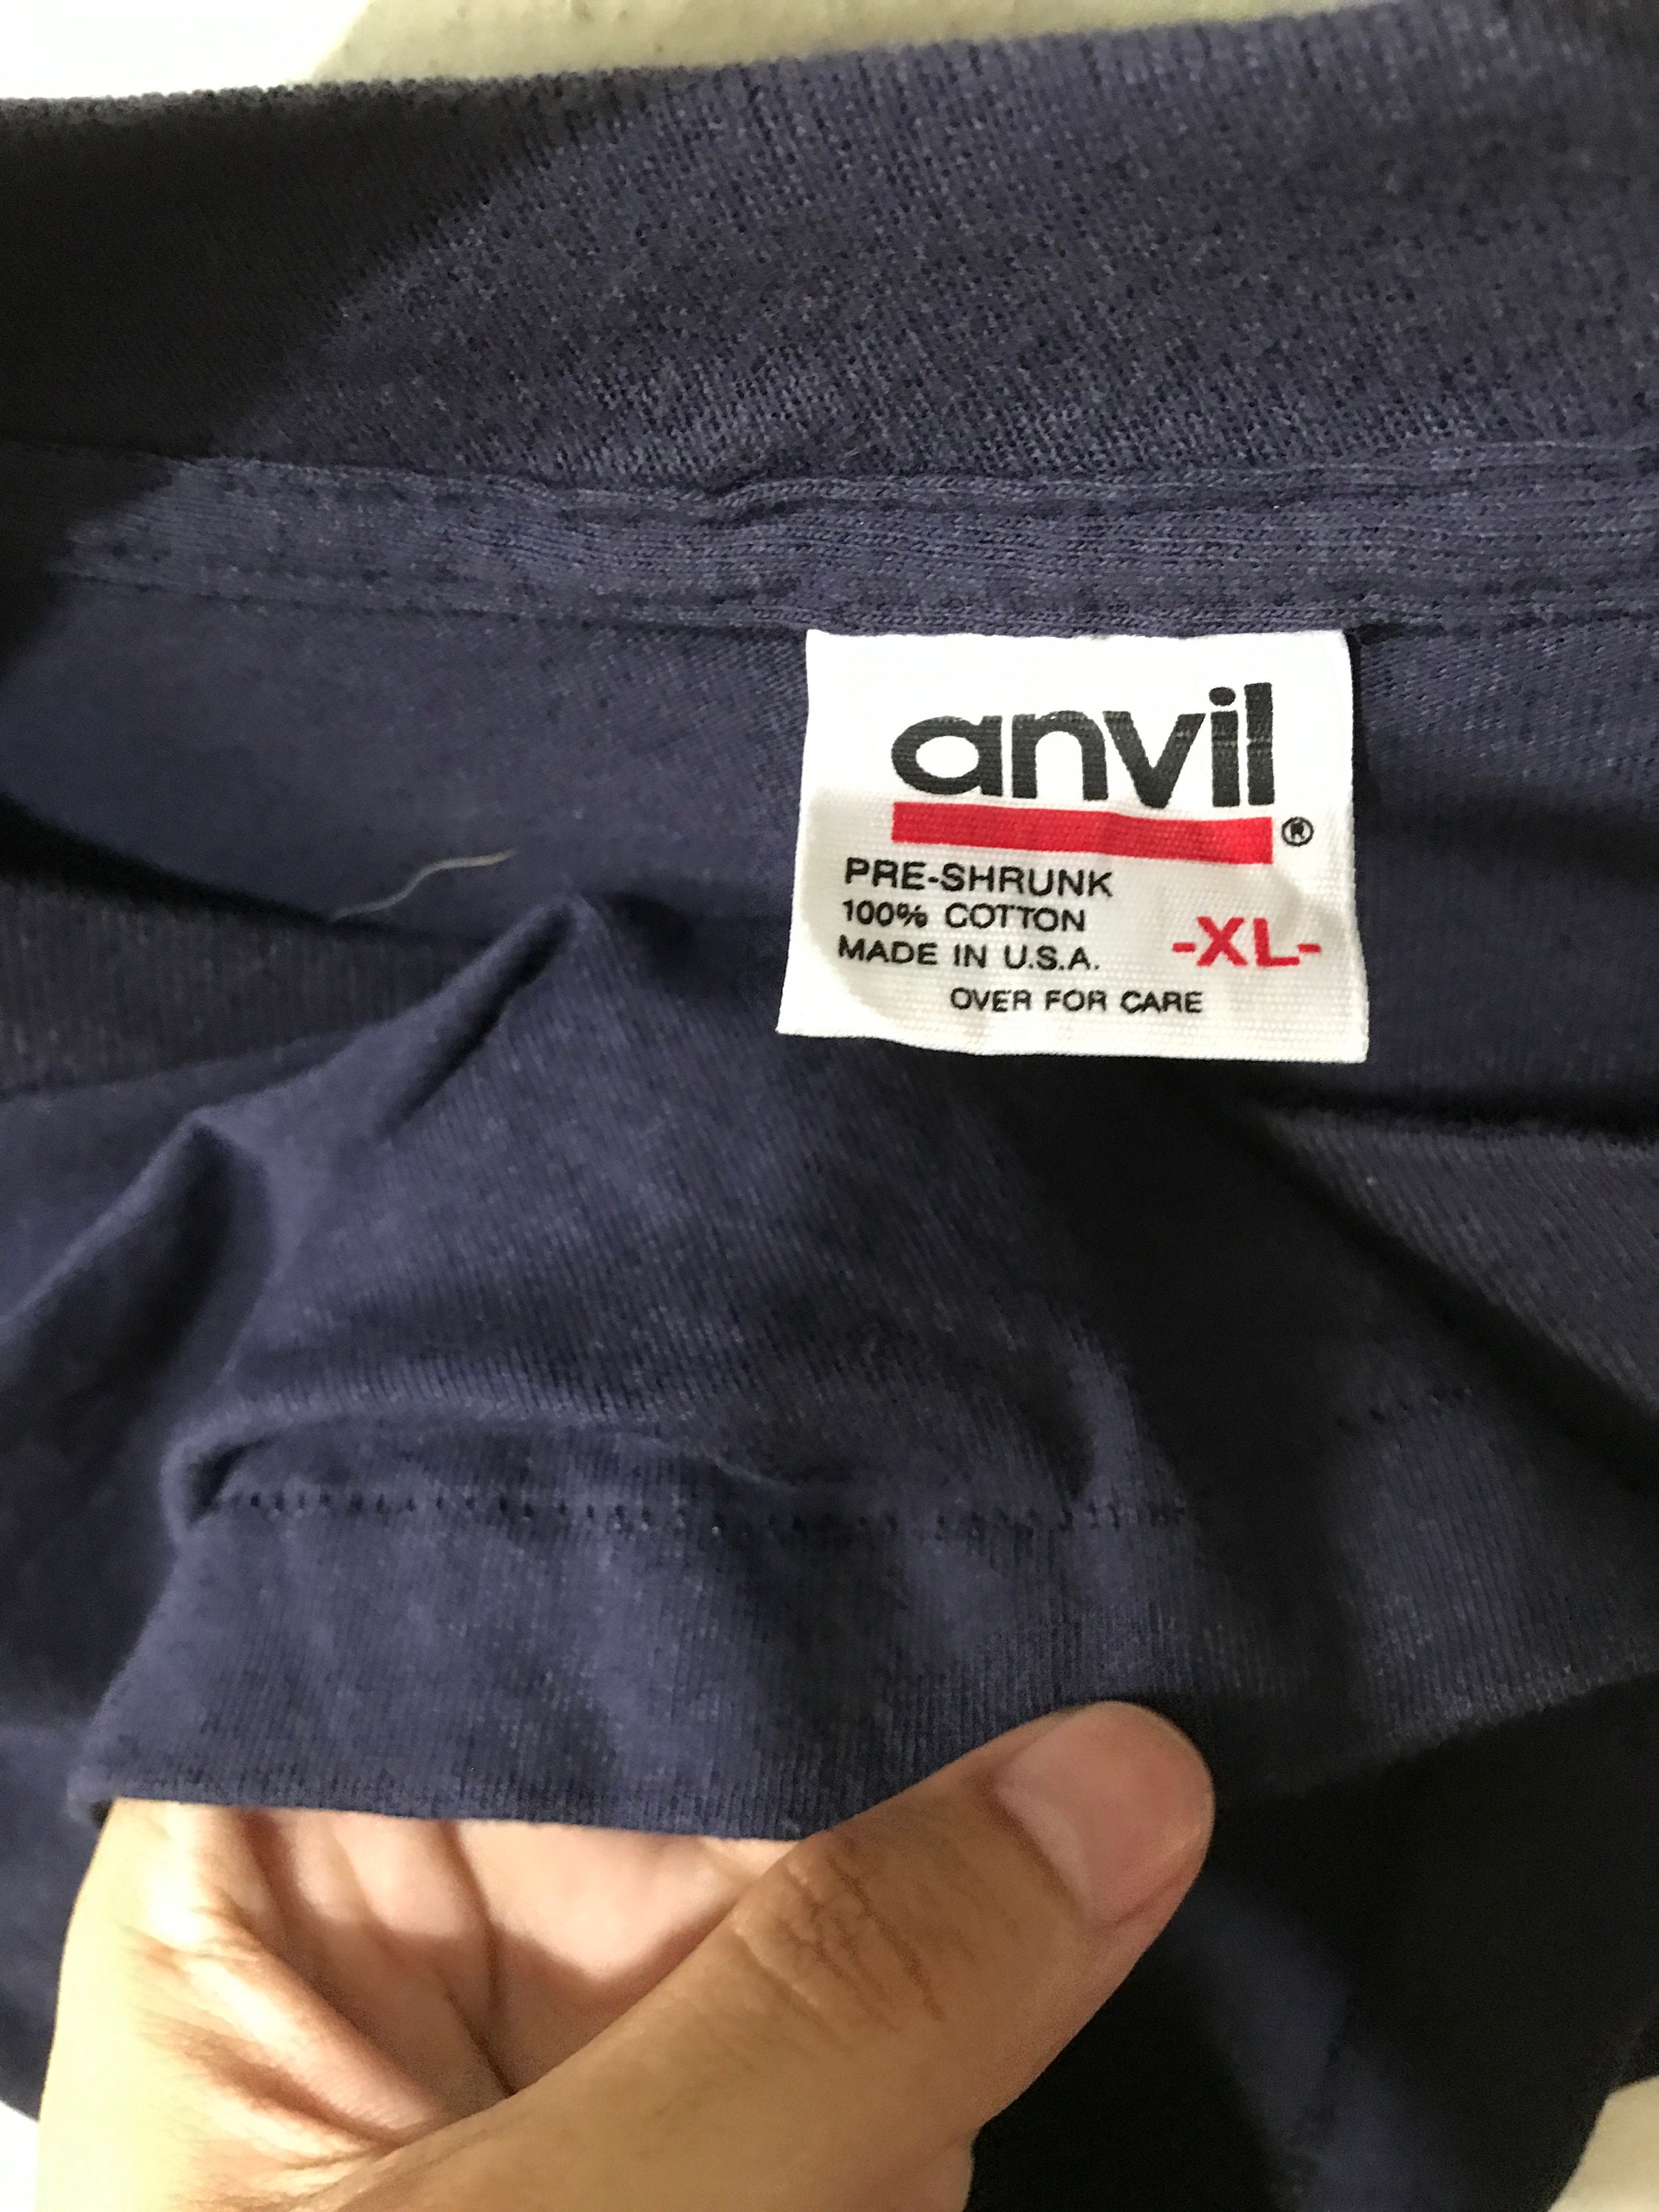 anvil®
PRE-SHRUNK
100% COTTON
MADE IN U.S.A.
-XL-
OVER FOR CARE